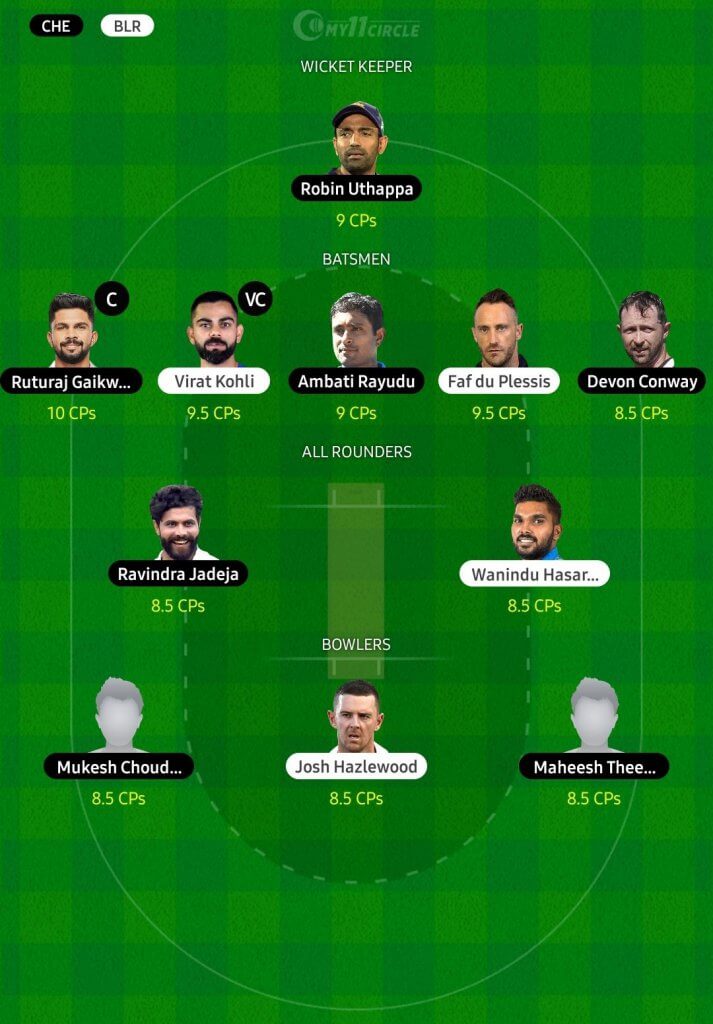 CHE BLR
MY11CIRCLE
WICKET KEEPER
Robin Uthappa
9 CPs
BATSMEN
C VC
Ruturaj Gaikw... Virat Kohli Ambati Rayudu Faf du Plessis Devon Conway
10 CPs 9.5 CPs 9 CPs 9.5 CPs 8.5 CPs
ALL ROUNDERS
Ravindra Jadeja Wanindu Hasar...
8.5 CPs 8.5 CPs
BOWLERS
Mukesh Choud... Josh Hazlewood Maheesh Thee...
8.5 CPs 8.5 CPs 8.5 CPs